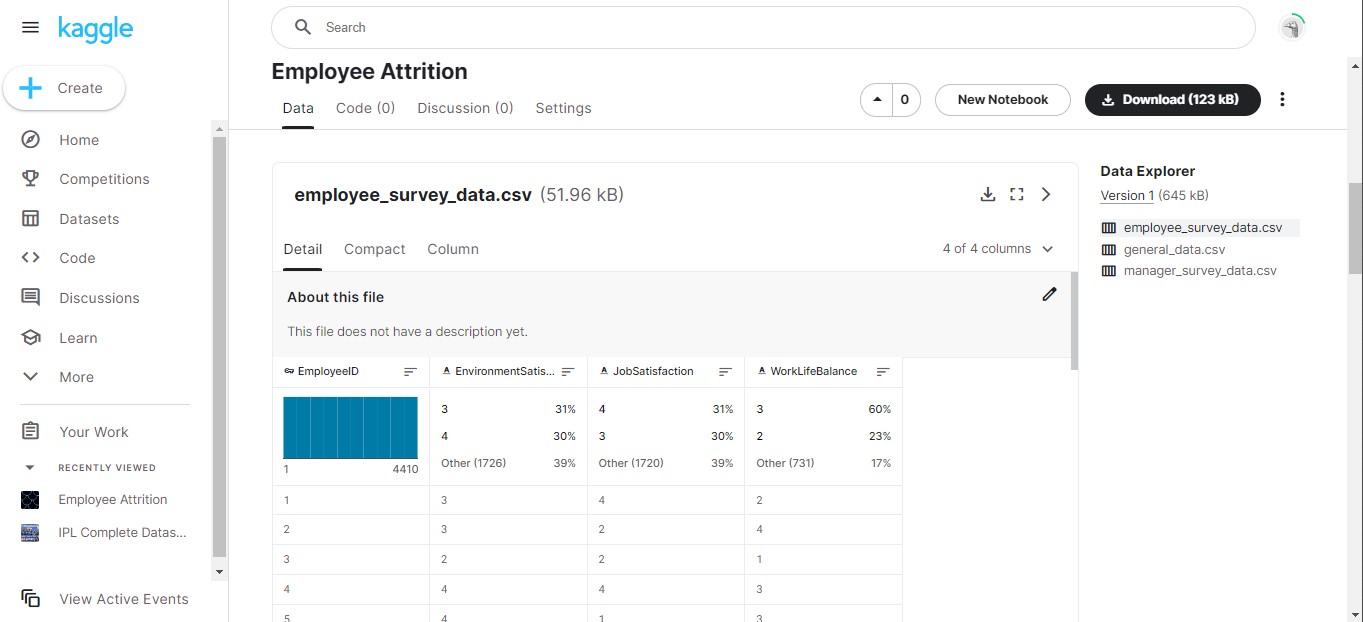 kaggle
Search
Create
Home
Competitions
Datasets
Code
Discussions
Learn
More
Your Work
RECENTLY VIEWED
Employee Attrition
IPL Complete Datas...
View Active Events
Employee Attrition
Data Code (0) Discussion (0) Settings
0 New Notebook Download (123 kB)
employee_survey_data.csv (51.96 kB)
Detail Compact Column 4 of 4 columns
About this file
This file does not have a description yet.
EmployeeID EnvironmentSatis... JobSatisfaction WorkLifeBalance
3 31% 4 31% 3 60%
4 30% 3 30% 2 23%
1 4410 Other (1726) 39% Other (1720) 39% Other (731) 17%
1 3 4 2
2 3 2 4
3 2 2 1
4 4 4 3
5 4 1 3
Data Explorer
Version 1 (645 kB)
employee_survey_data.csv
general_data.csv
manager_survey_data.csv